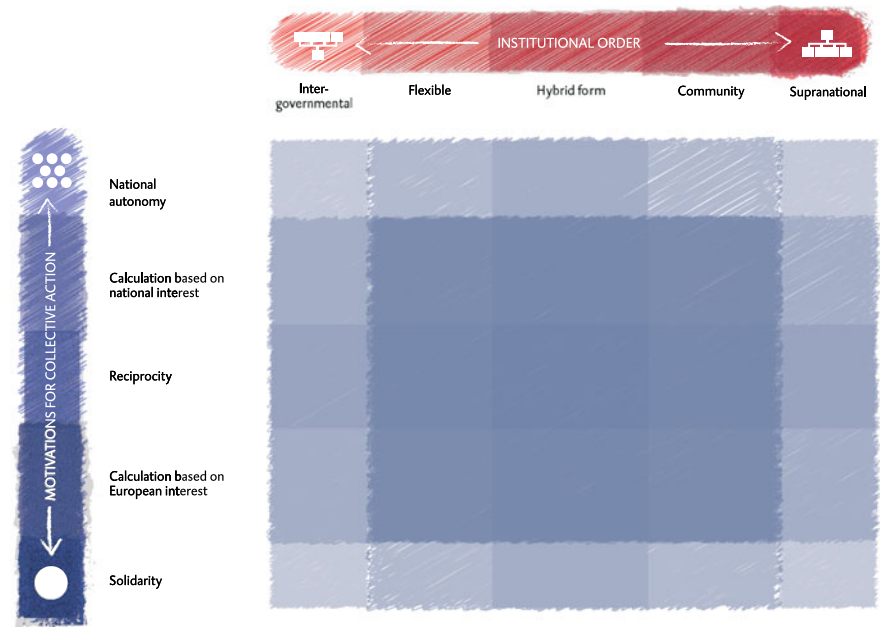 INSTITUTIONAL ORDER
Inter-
governmental
Flexible
Hybrid form
Community
Supranational
MOTIVATIONS FOR COLLECTIVE ACTION
National
autonomy
Calculation based on
national interest
Reciprocity
Calculation based on
European interest
Solidarity